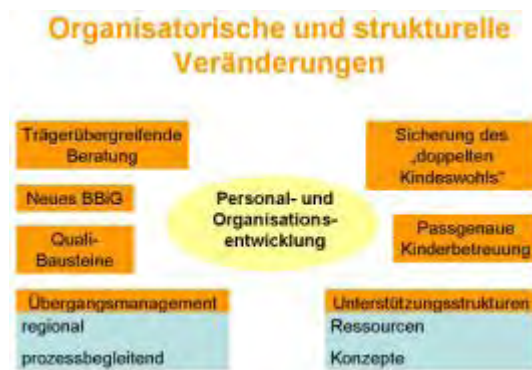 Organisatorische und strukturelle
Veränderungen
Trägerübergreifende
Beratung
Neues BBiG
Quali-
Bausteine
Personal- und
Organisations-
entwicklung
Sicherung des
„doppelten
Kindeswohls“
Passgenaue
Kinderbetreuung
Übergangsmanagement
regional
prozessbegleitend
Unterstützungsstrukturen
Ressourcen
Konzepte